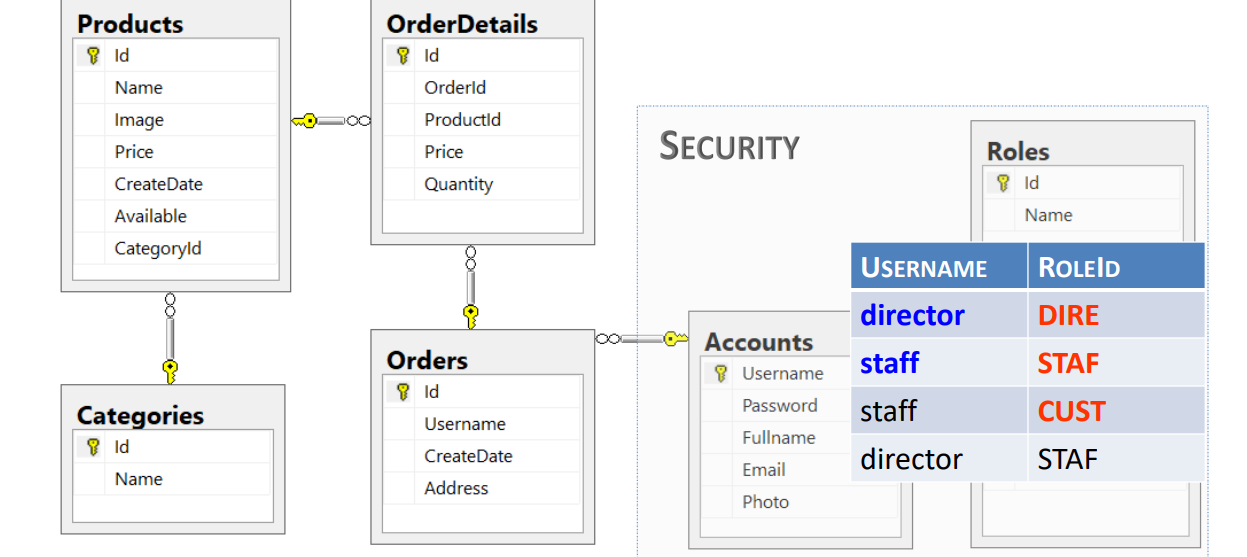 Products
Id
Name
Image
Price
CreateDate
Available
CategoryId
OrderDetails
Id
OrderId
ProductId
Price
Quantity
Categories
Id
Name
Orders
Id
Username
CreateDate
Address
SECURITY
Roles
Id
Name
Accounts
Username
Password
Fullname
Email
Photo
USERNAME ROLEID
director DIRE
staff STAF
staff CUST
director STAF